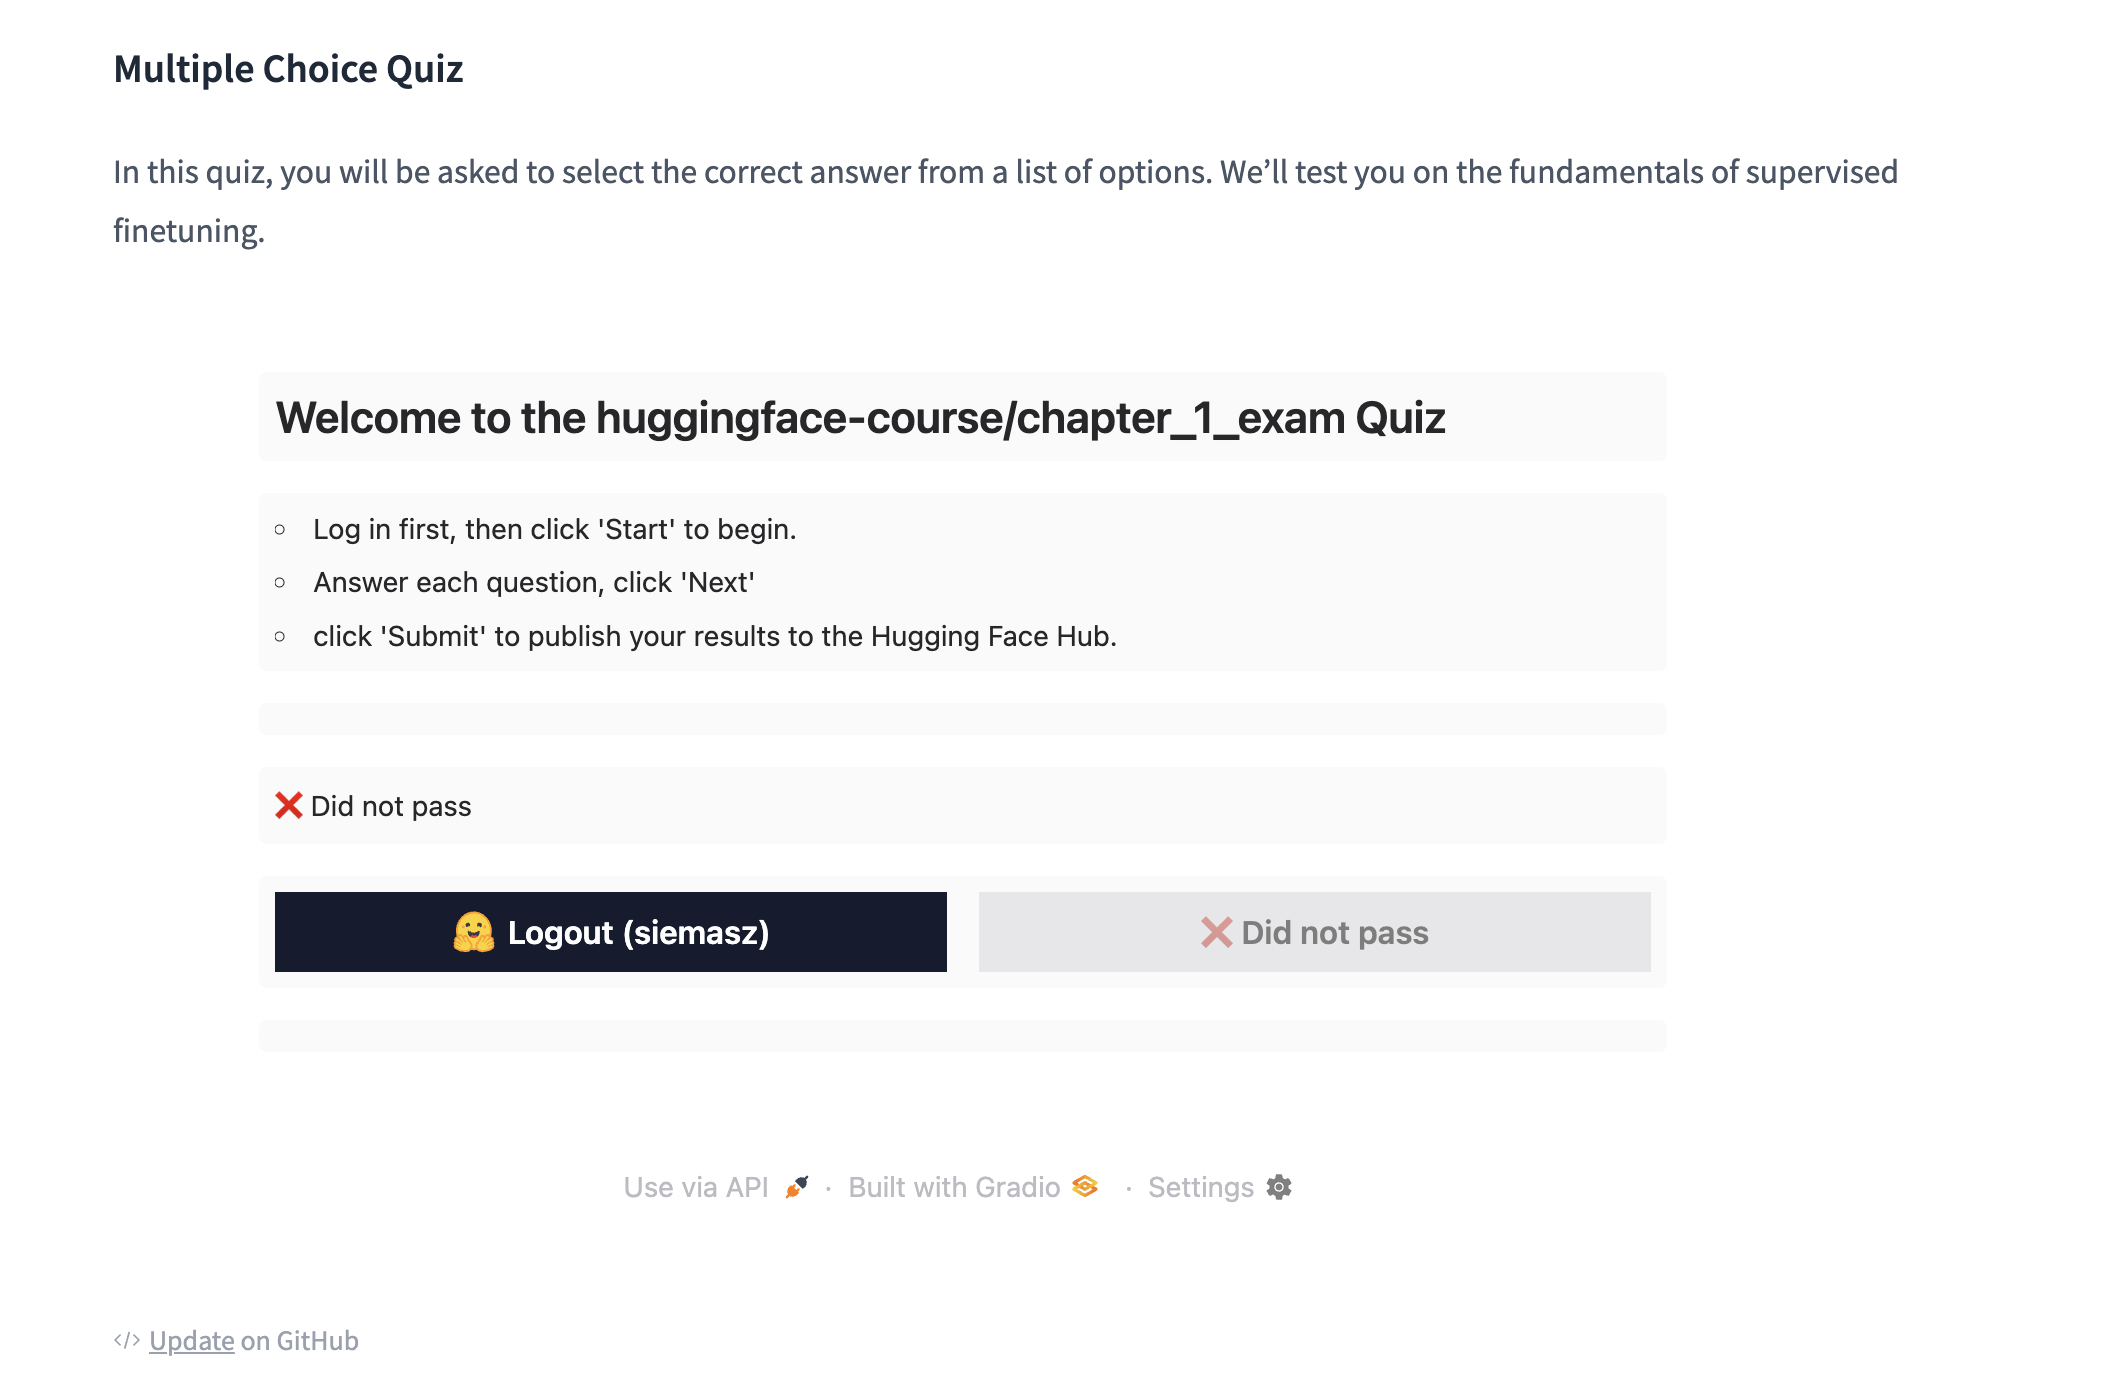 Multiple Choice Quiz
In this quiz, you will be asked to select the correct answer from a list of options. We’ll test you on the fundamentals of supervised
finetuning.
Welcome to the huggingface-course/chapter_1_exam Quiz
Log in first, then click 'Start' to begin.
Answer each question, click 'Next'
click 'Submit' to publish your results to the Hugging Face Hub.
❌ Did not pass
Logout (siemasz)
❌ Did not pass
Use via API · Built with Gradio · Settings
</> Update on GitHub